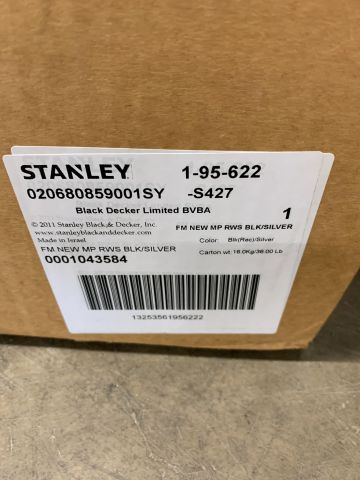 STANLEY 1-95-622
020680859001SY -S427
Black Decker Limited BVBA 1
© 2011 Stanley Black & Decker, Inc. FM NEW MP RWS BLK/SILVER
www.stanleyblackanddecker.com
Made in Israel Color: Blk(Rec)/Silver
FM NEW MP RWS BLK/SILVER Carton wt: 16.0Kg/36.00 Lb
0001043584
13253561956222